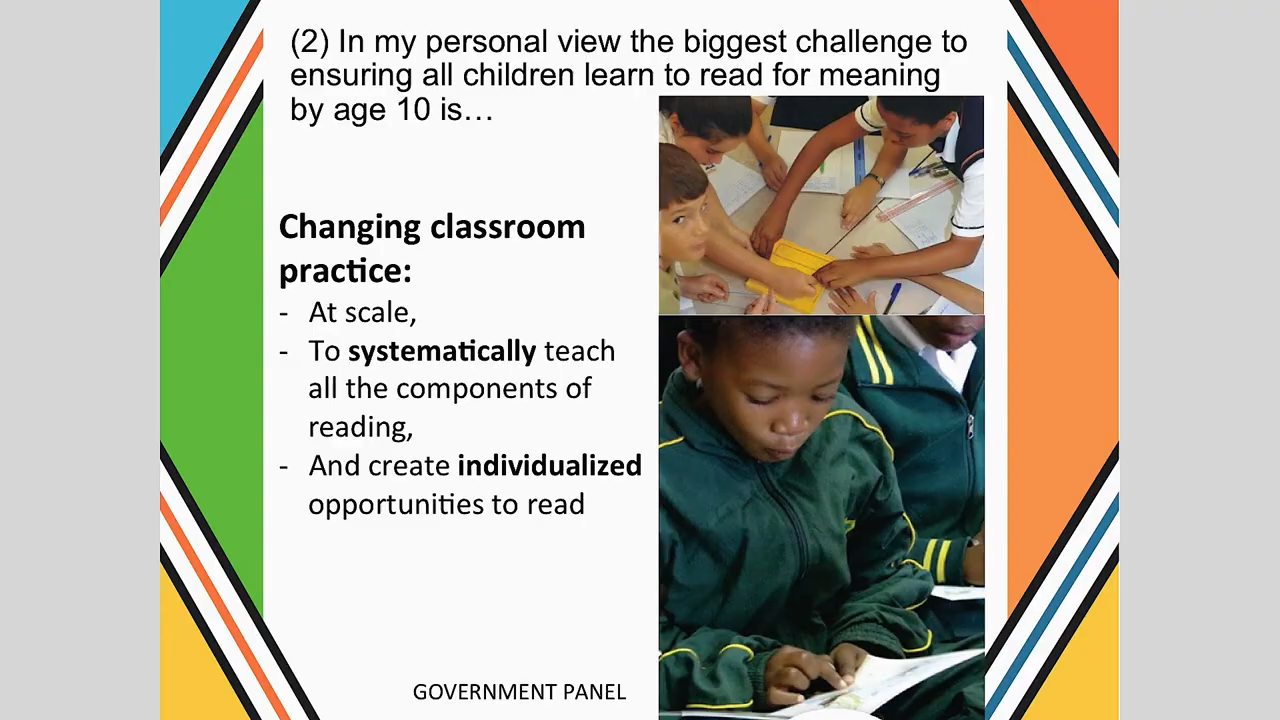 (2) In my personal view the biggest challenge to
ensuring all children learn to read for meaning
by age 10 is…
Changing classroom
practice:
- At scale,
- To systematically teach
all the components of
reading,
- And create individualized
opportunities to read
GOVERNMENT PANEL